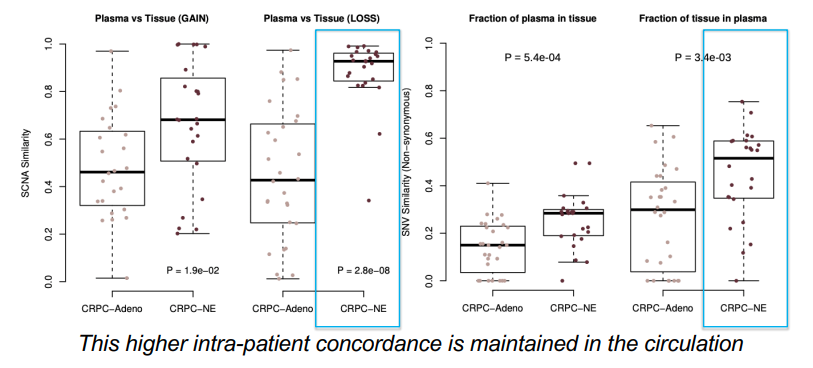 Plasma vs Tissue (GAIN)
Plasma vs Tissue (LOSS)
Fraction of plasma in tissue
Fraction of tissue in plasma
SCNA Similarity
0.0
0.2
0.4
0.6
0.8
1.0
P = 1.9e−02
CRPC−Adeno
CRPC−NE
P = 2.8e−08
CRPC−Adeno
CRPC−NE
SNV Similarity (Non−synonymous)
0.0
0.2
0.4
0.6
0.8
1.0
P = 5.4e−04
CRPC−Adeno
CRPC−NE
P = 3.4e−03
CRPC−Adeno
CRPC−NE
This higher intra-patient concordance is maintained in the circulation